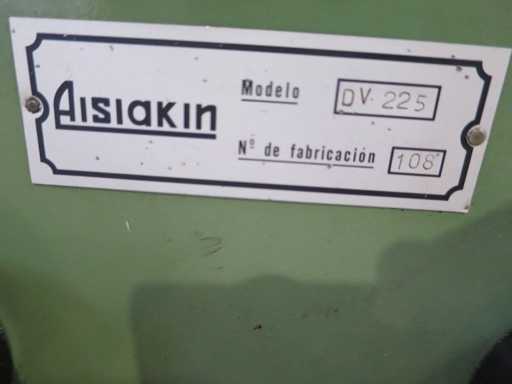 AISIAKIN
Modelo DV. 225
Nº de fabricación 108